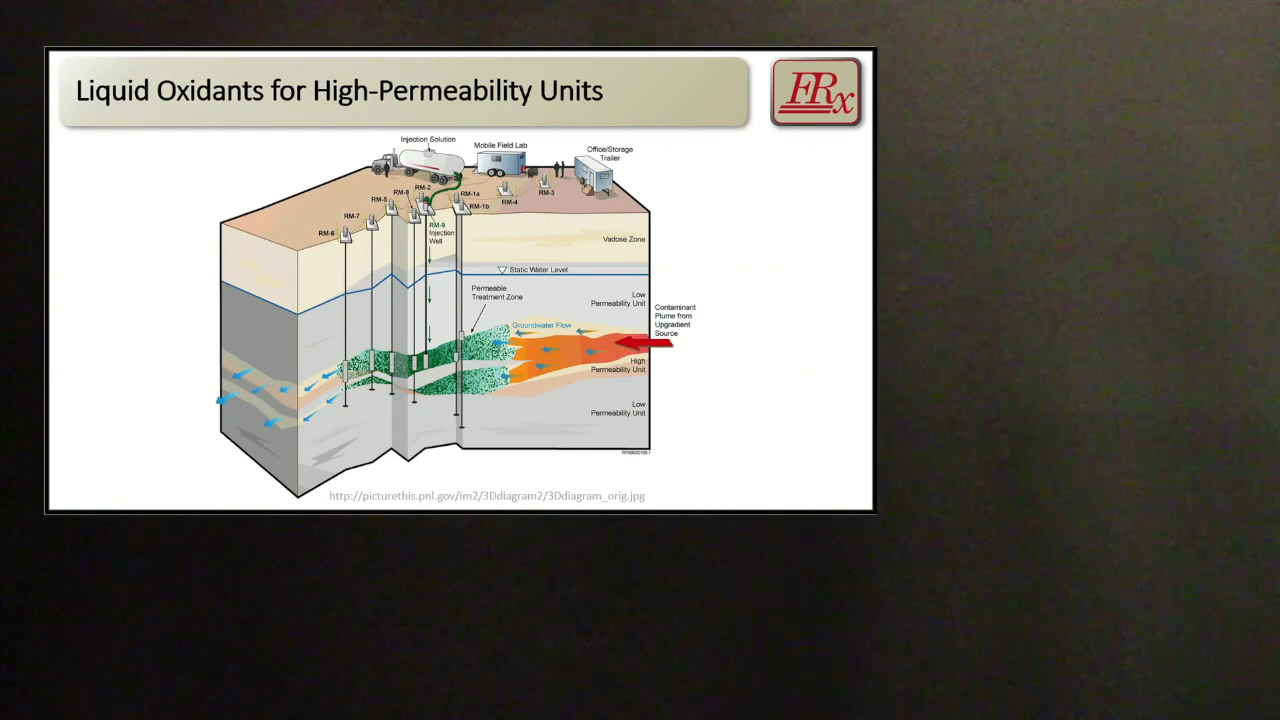 Liquid Oxidants for High-Permeability Units
FRx
Injection Solution
Mobile Field Lab
Office/Storage
Trailer
RM-2
RM-8
RM-5
RM-7
RM-6
RM-1a
RM-1b
RM-4
RM-3
RM-9
Injection
Well
Vadose Zone
Static Water Level
Permeable
Treatment Zone
Low
Permeability Unit
Groundwater Flow
Contaminant
Plume from
Upgradient
Source
High
Permeability Unit
Low
Permeability Unit
http://picturethis.pnl.gov/im2/3Ddiagram2/3Ddiagram_orig.jpg